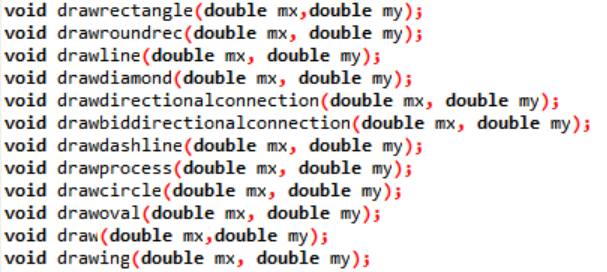 void drawrectangle(double mx,double my);
void drawroundrec(double mx, double my);
void drawline(double mx, double my);
void drawdiamond(double mx, double my);
void drawdirectionalconnection(double mx, double my);
void drawbiddirectionalconnection(double mx, double my);
void drawdashline(double mx, double my);
void drawprocess(double mx, double my);
void drawcircle(double mx, double my);
void drawoval(double mx, double my);
void draw(double mx,double my);
void drawing(double mx, double my);